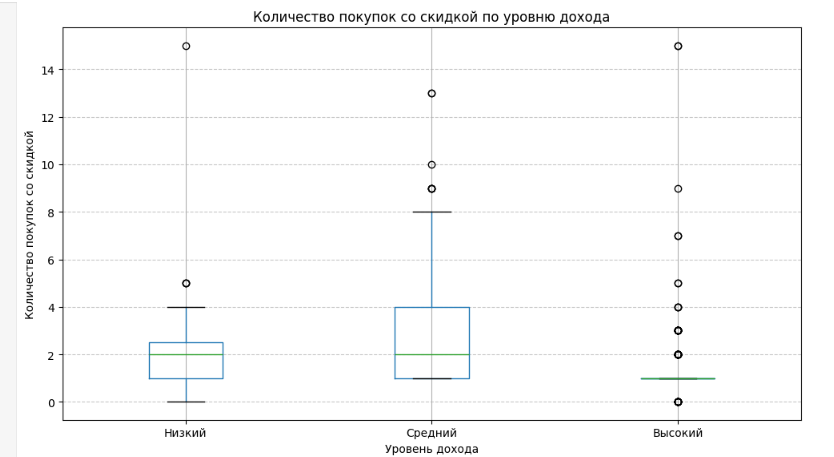 Количество покупок со скидкой по уровню дохода
Количество покупок со скидкой
14
12
10
8
6
4
2
0
Низкий
Средний
Высокий
Уровень дохода